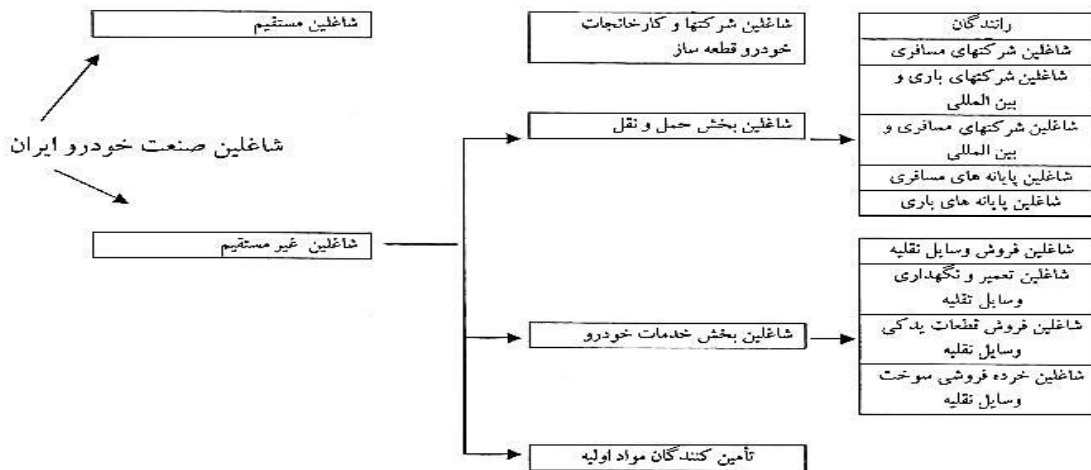 شاغلین صنعت خودرو ایران
شاغلین مستقیم
شاغلین غیر مستقیم
شاغلین شرکتها و کارخانجات
خودرو قطعه ساز
شاغلین بخش حمل و نقل
شاغلین بخش خدمات خودرو
تأمین کنندگان مواد اولیه
رانندگان
شاغلین شرکتهای مسافری
شاغلین شرکتهای باری و
بین المللی
شاغلین شرکتهای مسافری و
بین المللی
شاغلین پایانه های مسافری
شاغلین پایانه های باری
شاغلین فروش وسایل نقلیه
شاغلین تعمیر و نگهداری
وسایل نقلیه
شاغلین فروش قطعات یدکی
وسایل نقلیه
شاغلین خرده فروشی سوخت
وسایل نقلیه